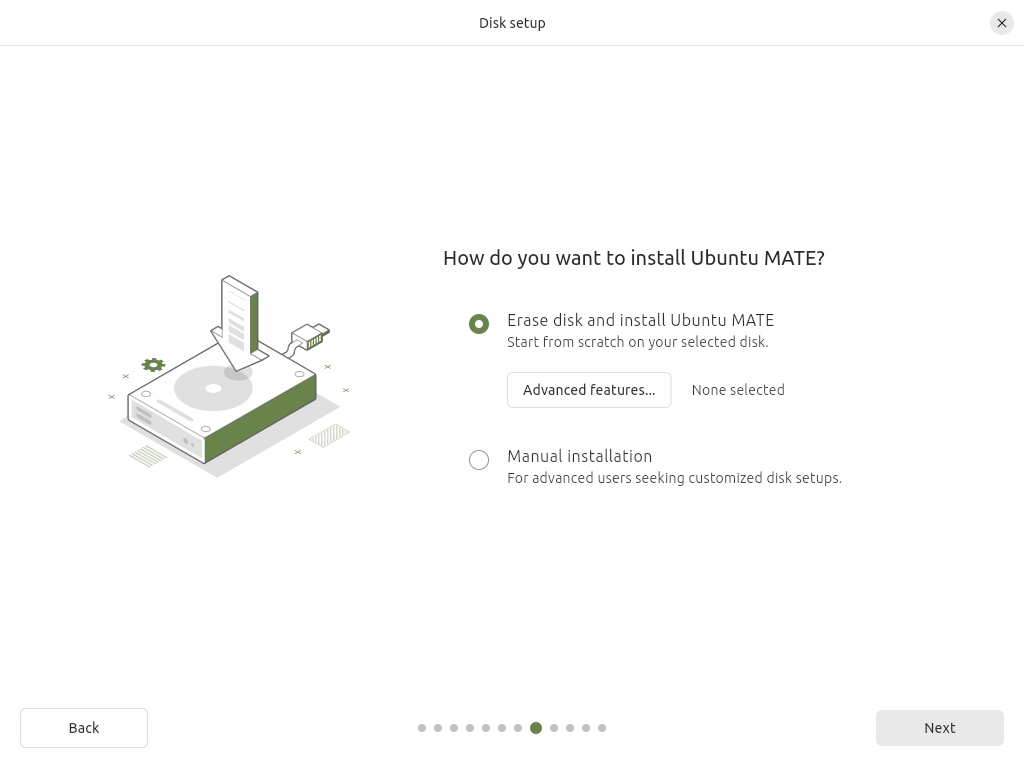 Disk setup
How do you want to install Ubuntu MATE?
Erase disk and install Ubuntu MATE
Start from scratch on your selected disk.
Advanced features... None selected
Manual installation
For advanced users seeking customized disk setups.
Back Next